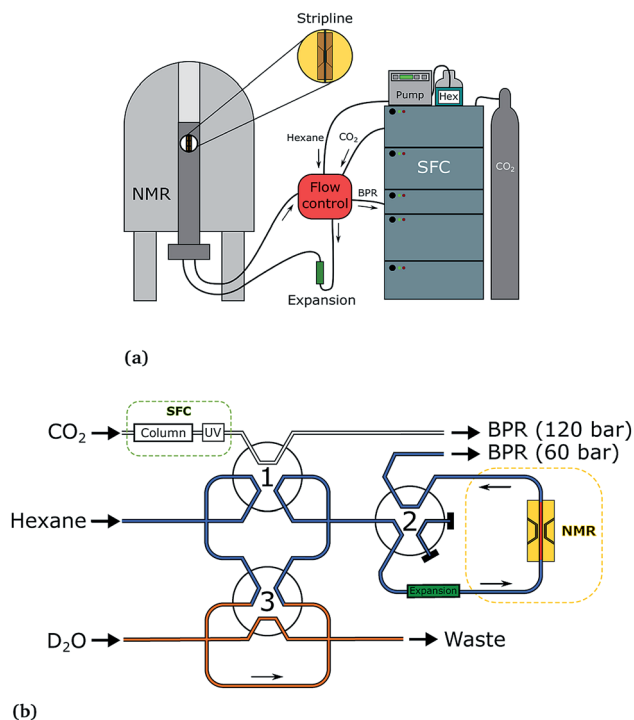 Stripline
Pump
Hex
Hexane
CO₂
NMR
Flow
control
BPR
SFC
CO₂
Expansion
(a)
SFC
CO₂
Column
UV
BPR (120 bar)
BPR (60 bar)
1
Hexane
2
NMR
Expansion
3
D₂O
Waste
(b)